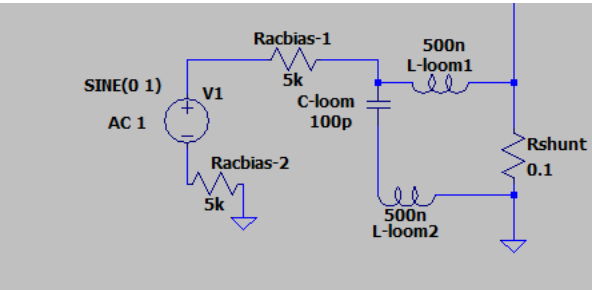 Racbias-1
5k
500n
L-loom1
SINE(0 1)
V1
AC 1
C-loom
100p
Rshunt
0.1
Racbias-2
5k
500n
L-loom2